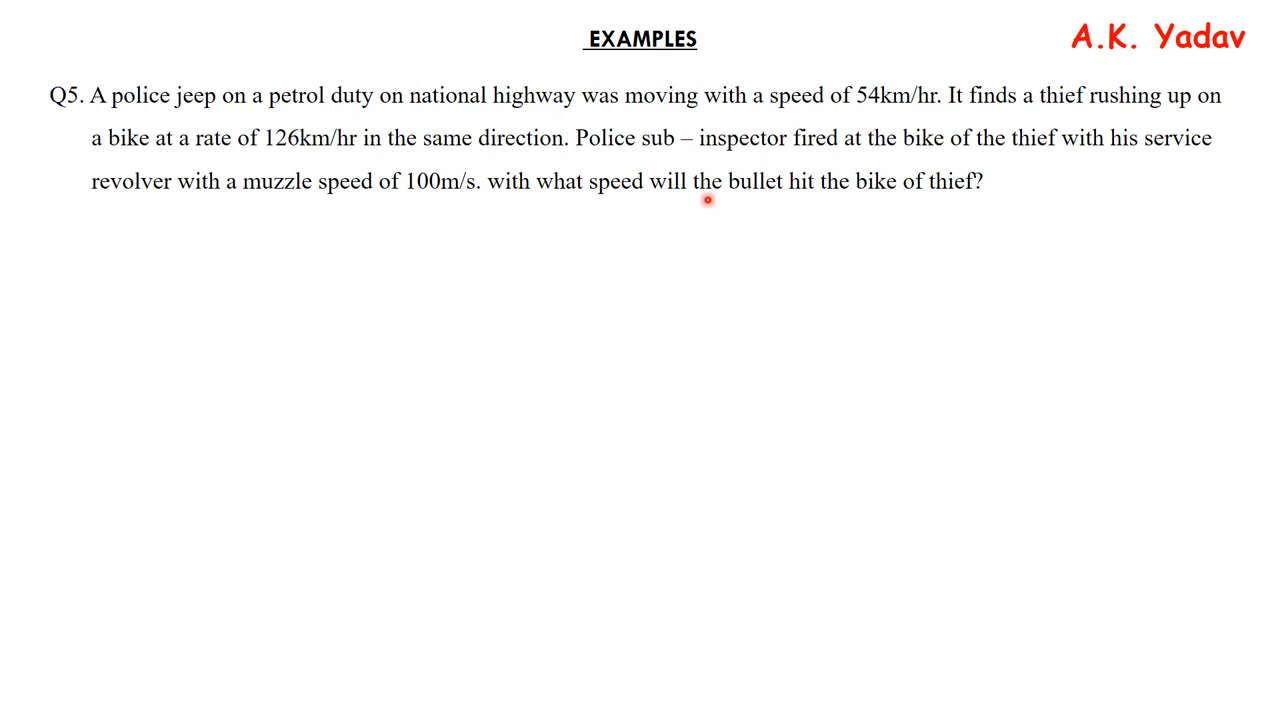 EXAMPLES
A.K. Yadav
Q5. A police jeep on a petrol duty on national highway was moving with a speed of 54km/hr. It finds a thief rushing up on
a bike at a rate of 126km/hr in the same direction. Police sub – inspector fired at the bike of the thief with his service
revolver with a muzzle speed of 100m/s. with what speed will the bullet hit the bike of thief?